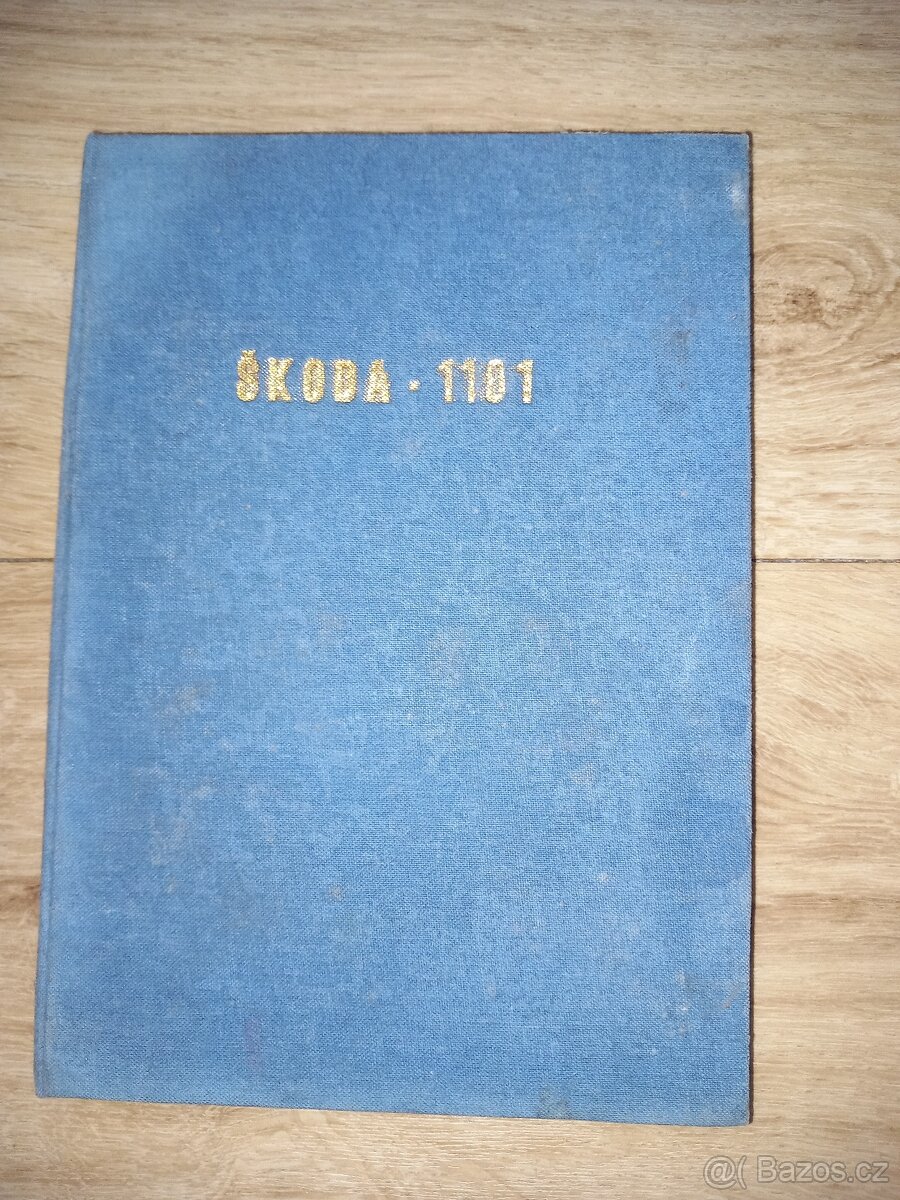 ŠKODA · 1101
@( Bazos.cz